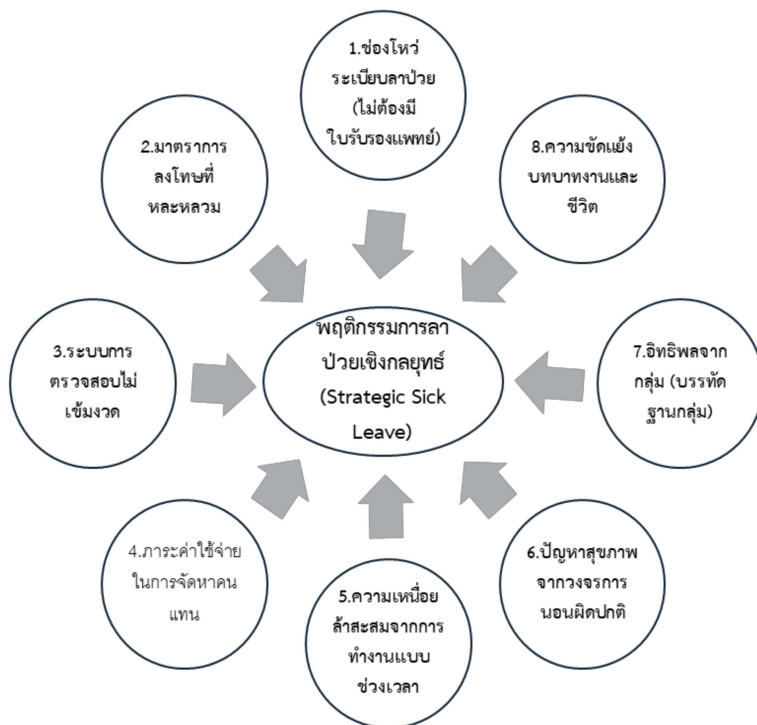 1.ช่องโหว่
ระเบียบลาป่วย
(ไม่ต้องมี
ใบรับรองแพทย์)
2.มาตราการ
ลงโทษที่
หละหลวม
3.ระบบการ
ตรวจสอบไม่
เข้มงวด
4.ภาระค่าใช้จ่าย
ในการจัดหาคน
แทน
5.ความเหนื่อย
ล้าสะสมจากการ
ทำงานแบบ
ช่วงเวลา
6.ปัญหาสุขภาพ
จากวงจรการ
นอนผิดปกติ
7.อิทธิพลจาก
กลุ่ม (บรรทัด
ฐานกลุ่ม)
8.ความขัดแย้ง
บทบาทงานและ
ชีวิต
พฤติกรรมการลา
ป่วยเชิงกลยุทธ์
(Strategic Sick
Leave)